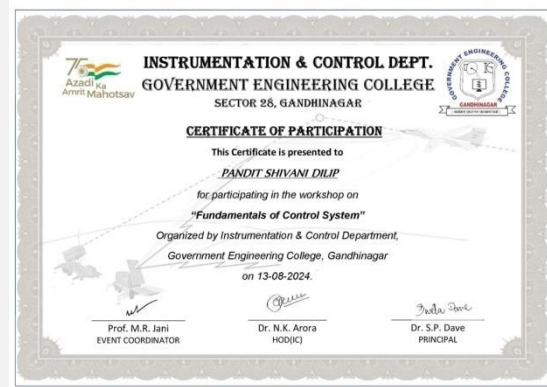 75
Azadi Ka
Amrit Mahotsav
INSTRUMENTATION & CONTROL DEPT.
GOVERNMENT ENGINEERING COLLEGE
SECTOR 28, GANDHINAGAR
GOVERNMENT ENGINEERING COLLEGE
GANDHINAGAR
CERTIFICATE OF PARTICIPATION
This Certificate is presented to
PANDIT SHIVANI DILIP
for participating in the workshop on
“Fundamentals of Control System”
Organized by Instrumentation & Control Department,
Government Engineering College, Gandhinagar
on 13-08-2024.
Sweta Dave
Prof. M.R. Jani
EVENT COORDINATOR
Dr. N.K. Arora
HOD(IC)
Dr. S.P. Dave
PRINCIPAL